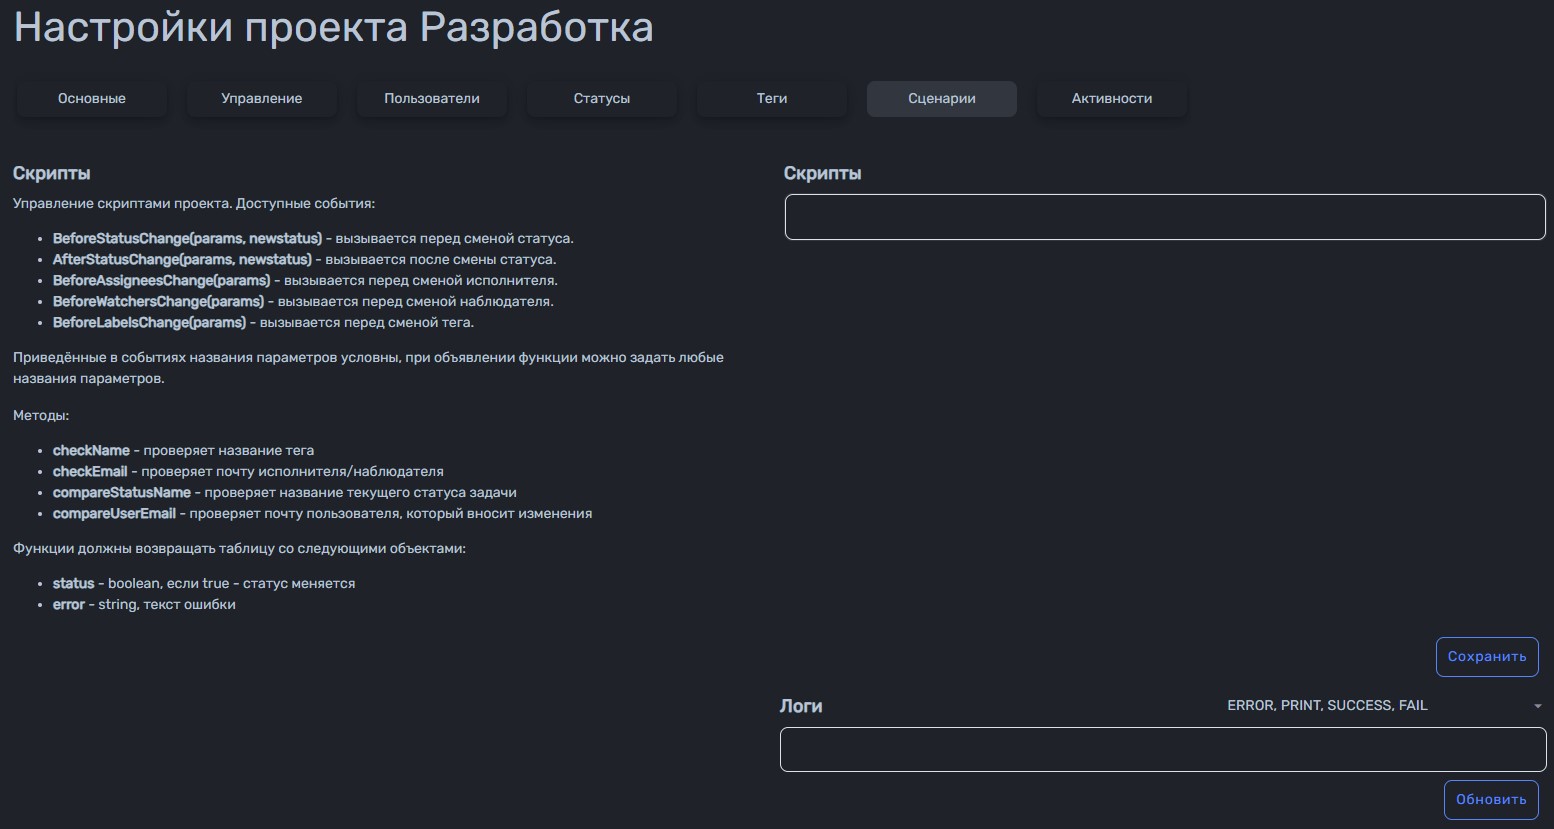 Настройки проекта Разработка
Основные
Управление
Пользователи
Статусы
Теги
Сценарии
Активности
Скрипты
Управление скриптами проекта. Доступные события:
• BeforeStatusChange(params, newstatus) - вызывается перед сменой статуса.
• AfterStatusChange(params, newstatus) - вызывается после смены статуса.
• BeforeAssigneesChange(params) - вызывается перед сменой исполнителя.
• BeforeWatchersChange(params) - вызывается перед сменой наблюдателя.
• BeforeLabelsChange(params) - вызывается перед сменой тега.
Приведённые в событиях названия параметров условны, при объявлении функции можно задать любые
названия параметров.
Методы:
• checkName - проверяет название тега
• checkEmail - проверяет почту исполнителя/наблюдателя
• compareStatusName - проверяет название текущего статуса задачи
• compareUserEmail - проверяет почту пользователя, который вносит изменения
Функции должны возвращать таблицу со следующими объектами:
• status - boolean, если true - статус меняется
• error - string, текст ошибки
Скрипты
Сохранить
Логи
ERROR, PRINT, SUCCESS, FAIL
Обновить